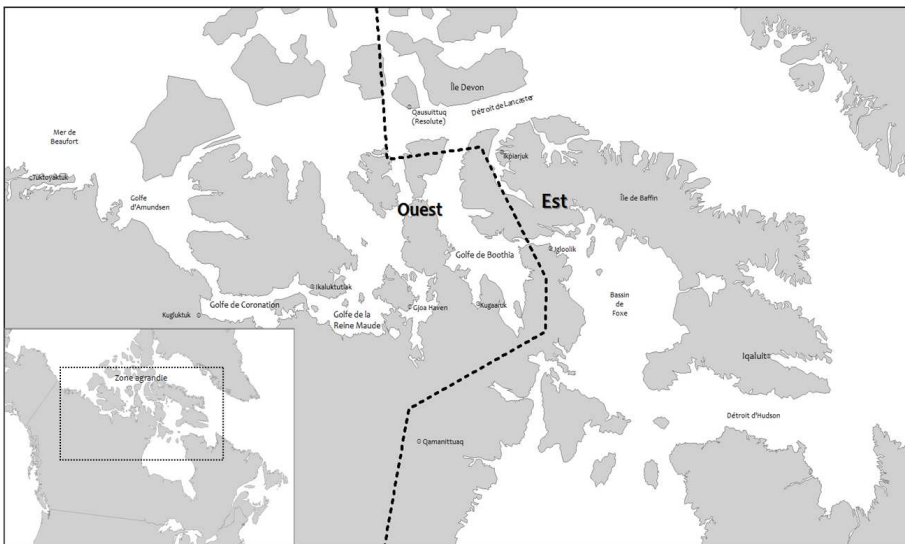 Île Devon
Détroit de Lancaster
Qausuittuq
(Resolute)
Mer de
Beaufort
Ikpiarjuk
Tuktoyaktuk
Golfe
d'Amundsen
Ouest
Est
Île de Baffin
Igloolik
Golfe de Boothia
Ikaluktutiak
Bassin
de
Foxe
Golfe de Coronation
Gjoa Haven
Kugaaruk
Kugluktuk
Golfe de la
Reine Maude
Iqaluit
Zone agrandie
Détroit d'Hudson
Qamanittuaq